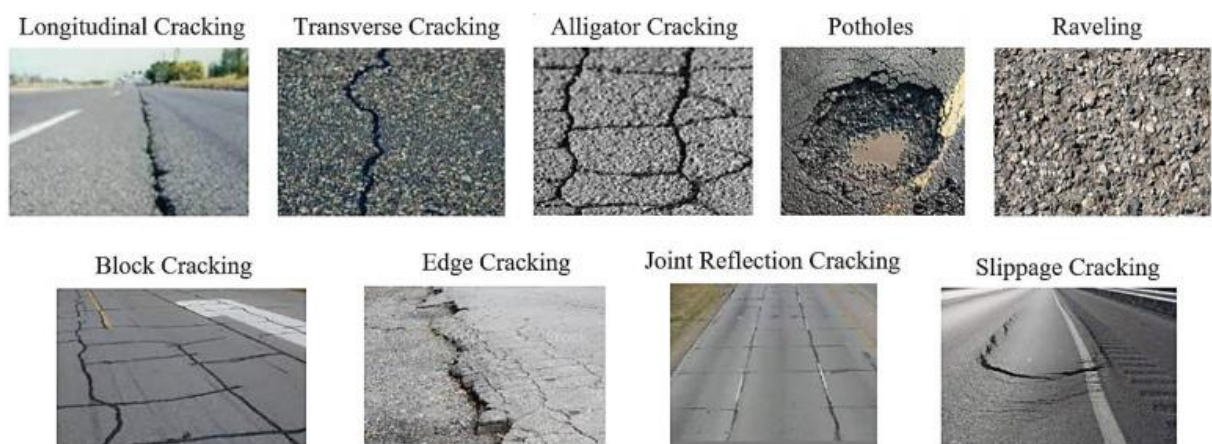 Longitudinal Cracking
Transverse Cracking
Alligator Cracking
Potholes
Raveling
Block Cracking
Edge Cracking
Joint Reflection Cracking
Slippage Cracking